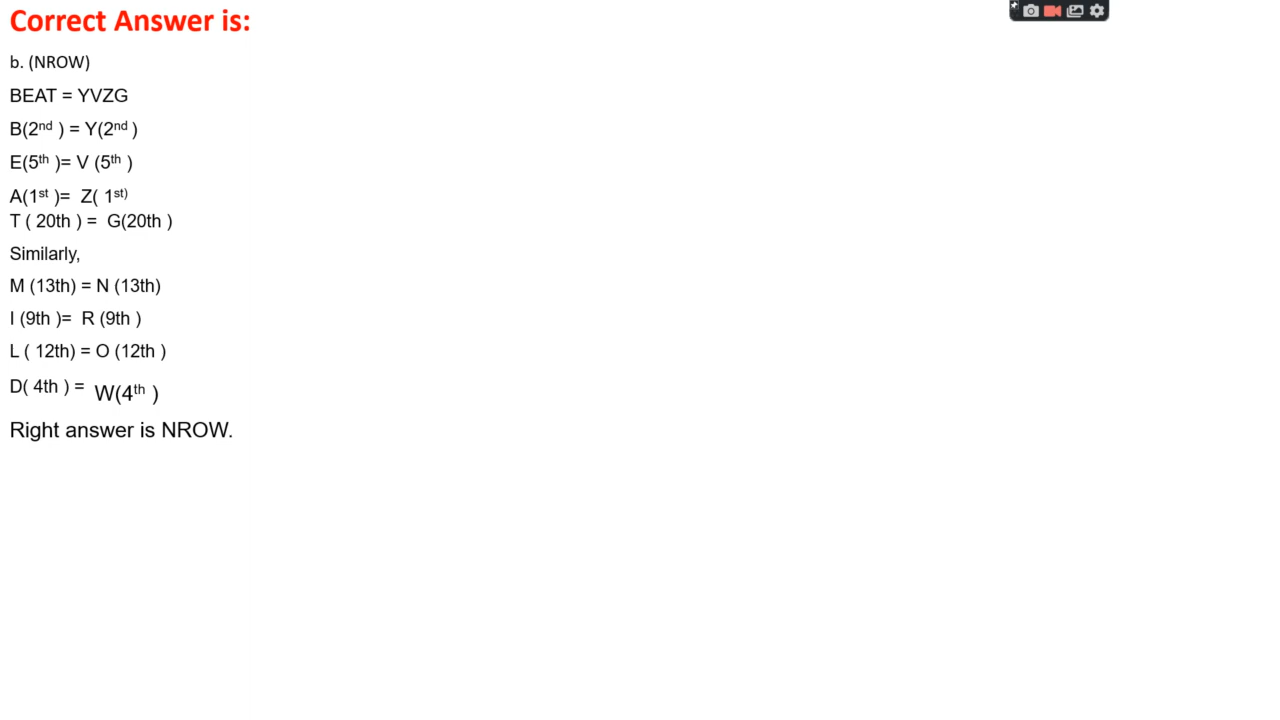 Correct Answer is:
b. (NROW)
BEAT = YVZG
B(2nd ) = Y(2nd )
E(5th )= V (5th )
A(1st )= Z( 1st)
T ( 20th ) = G(20th )
Similarly,
M (13th) = N (13th)
I (9th )= R (9th )
L ( 12th) = O (12th )
D( 4th ) = W(4th )
Right answer is NROW.